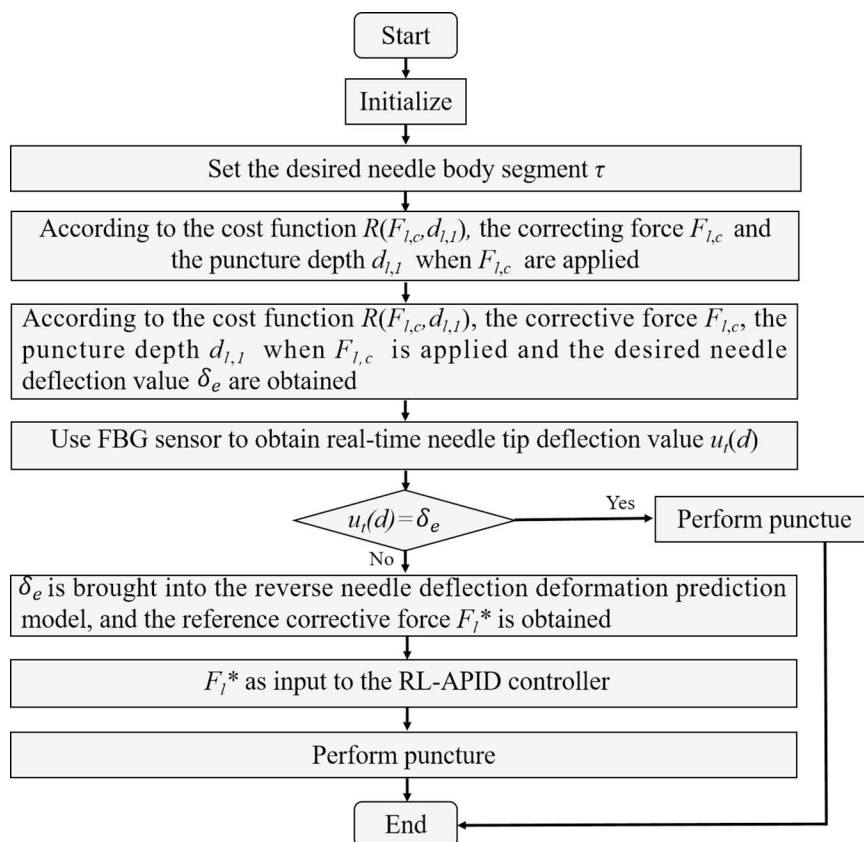 Start
Initialize
Set the desired needle body segment τ
According to the cost function R(F_{l,c},d_{l,1}), the correcting force F_{l,c} and
the puncture depth d_{l,1} when F_{l,c} are applied
According to the cost function R(F_{l,c},d_{l,1}), the corrective force F_{l,c}, the
puncture depth d_{l,1} when F_{l,c} is applied and the desired needle
deflection value δ_e are obtained
Use FBG sensor to obtain real-time needle tip deflection value u_t(d)
u_t(d)=δ_e
Yes
Perform punctue
No
δ_e is brought into the reverse needle deflection deformation prediction
model, and the reference corrective force F_l* is obtained
F_l* as input to the RL-APID controller
Perform puncture
End